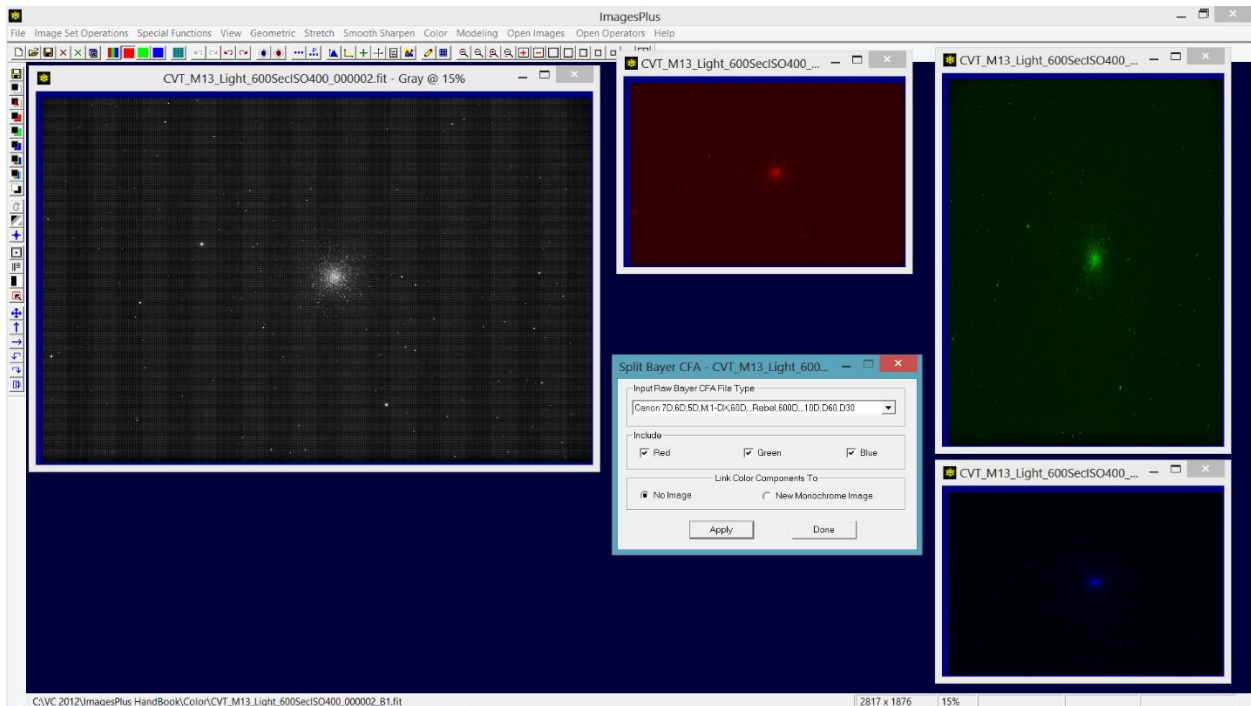 ImagesPlus
File Image Set Operations Special Functions View Geometric Stretch Smooth Sharpen Color Modeling Open Images Open Operators Help
CVT_M13_Light_600SecISO400_000002.fit - Gray @ 15%
CVT_M13_Light_600SecISO400_...
CVT_M13_Light_600SecISO400_...
Split Bayer CFA - CVT_M13_Light_600...
Input Raw Bayer CFA File Type
Canon 7D,6D,5D,M,1-DX,60D,..Rebel,600D,..10D,D60,D30
Include
Red Green Blue
Link Color Components To
No Image New Monochrome Image
Apply Done
CVT_M13_Light_600SecISO400_...
C:\VC 2012\ImagesPlus HandBook\Color\CVT_M13_Light_600SecISO400_000002_B1.fit 2817 x 1876 15%